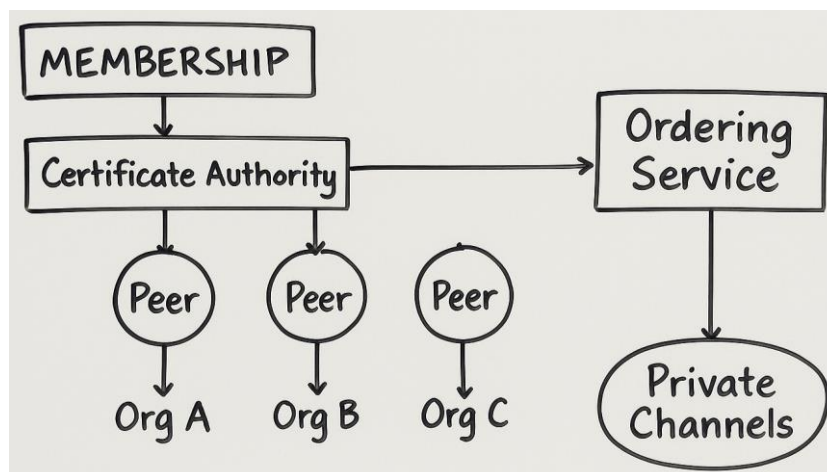 MEMBERSHIP
Certificate Authority
Ordering
Service
Peer
Peer
Peer
Org A
Org B
Org C
Private
Channels